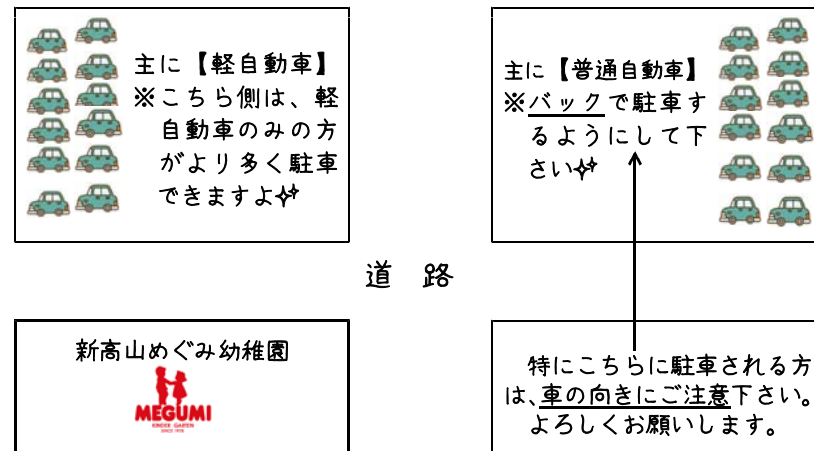 主に【軽自動車】
※こちら側は、軽
自動車のみの方
がより多く駐車
できますよ✨
主に【普通自動車】
※バックで駐車す
るようにして下
さい✨
道　路
新高山めぐみ幼稚園
MEGUMI
KINDER GARTEN
SINCE 1978
特にこちらに駐車される方
は、車の向きにご注意下さい。
よろしくお願いします。